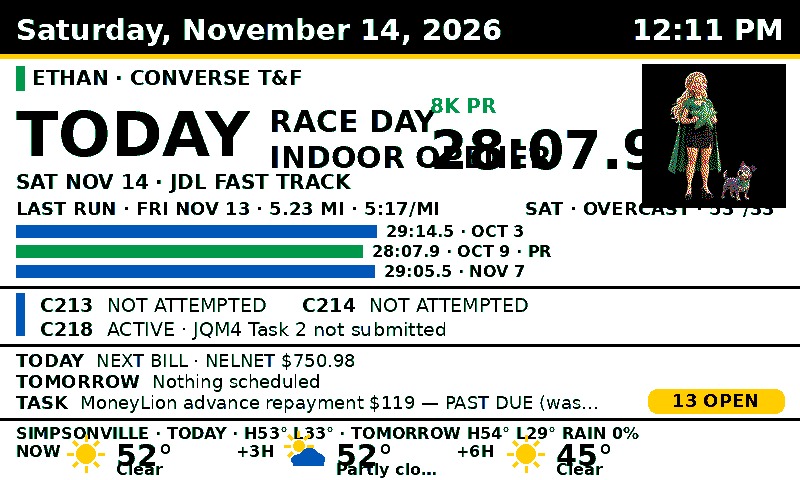 Saturday, November 14, 2026 12:11 PM
ETHAN · CONVERSE T&F
8K PR
TODAY RACE DAY 28:07.9
INDOOR OPENER
SAT NOV 14 · JDL FAST TRACK
LAST RUN · FRI NOV 13 · 5.23 MI · 5:17/MI SAT · OVERCAST ·
29:14.5 · OCT 3
28:07.9 · OCT 9 · PR
29:05.5 · NOV 7
C213 NOT ATTEMPTED C214 NOT ATTEMPTED
C218 ACTIVE · JQM4 Task 2 not submitted
TODAY NEXT BILL · NELNET $750.98
TOMORROW Nothing scheduled
TASK MoneyLion advance repayment $119 — PAST DUE (was... 13 OPEN
SIMPSONVILLE · TODAY · H53° L33° · TOMORROW H54° L29° RAIN 0%
NOW 52° +3H 52° +6H 45°
Clear Partly clo... Clear